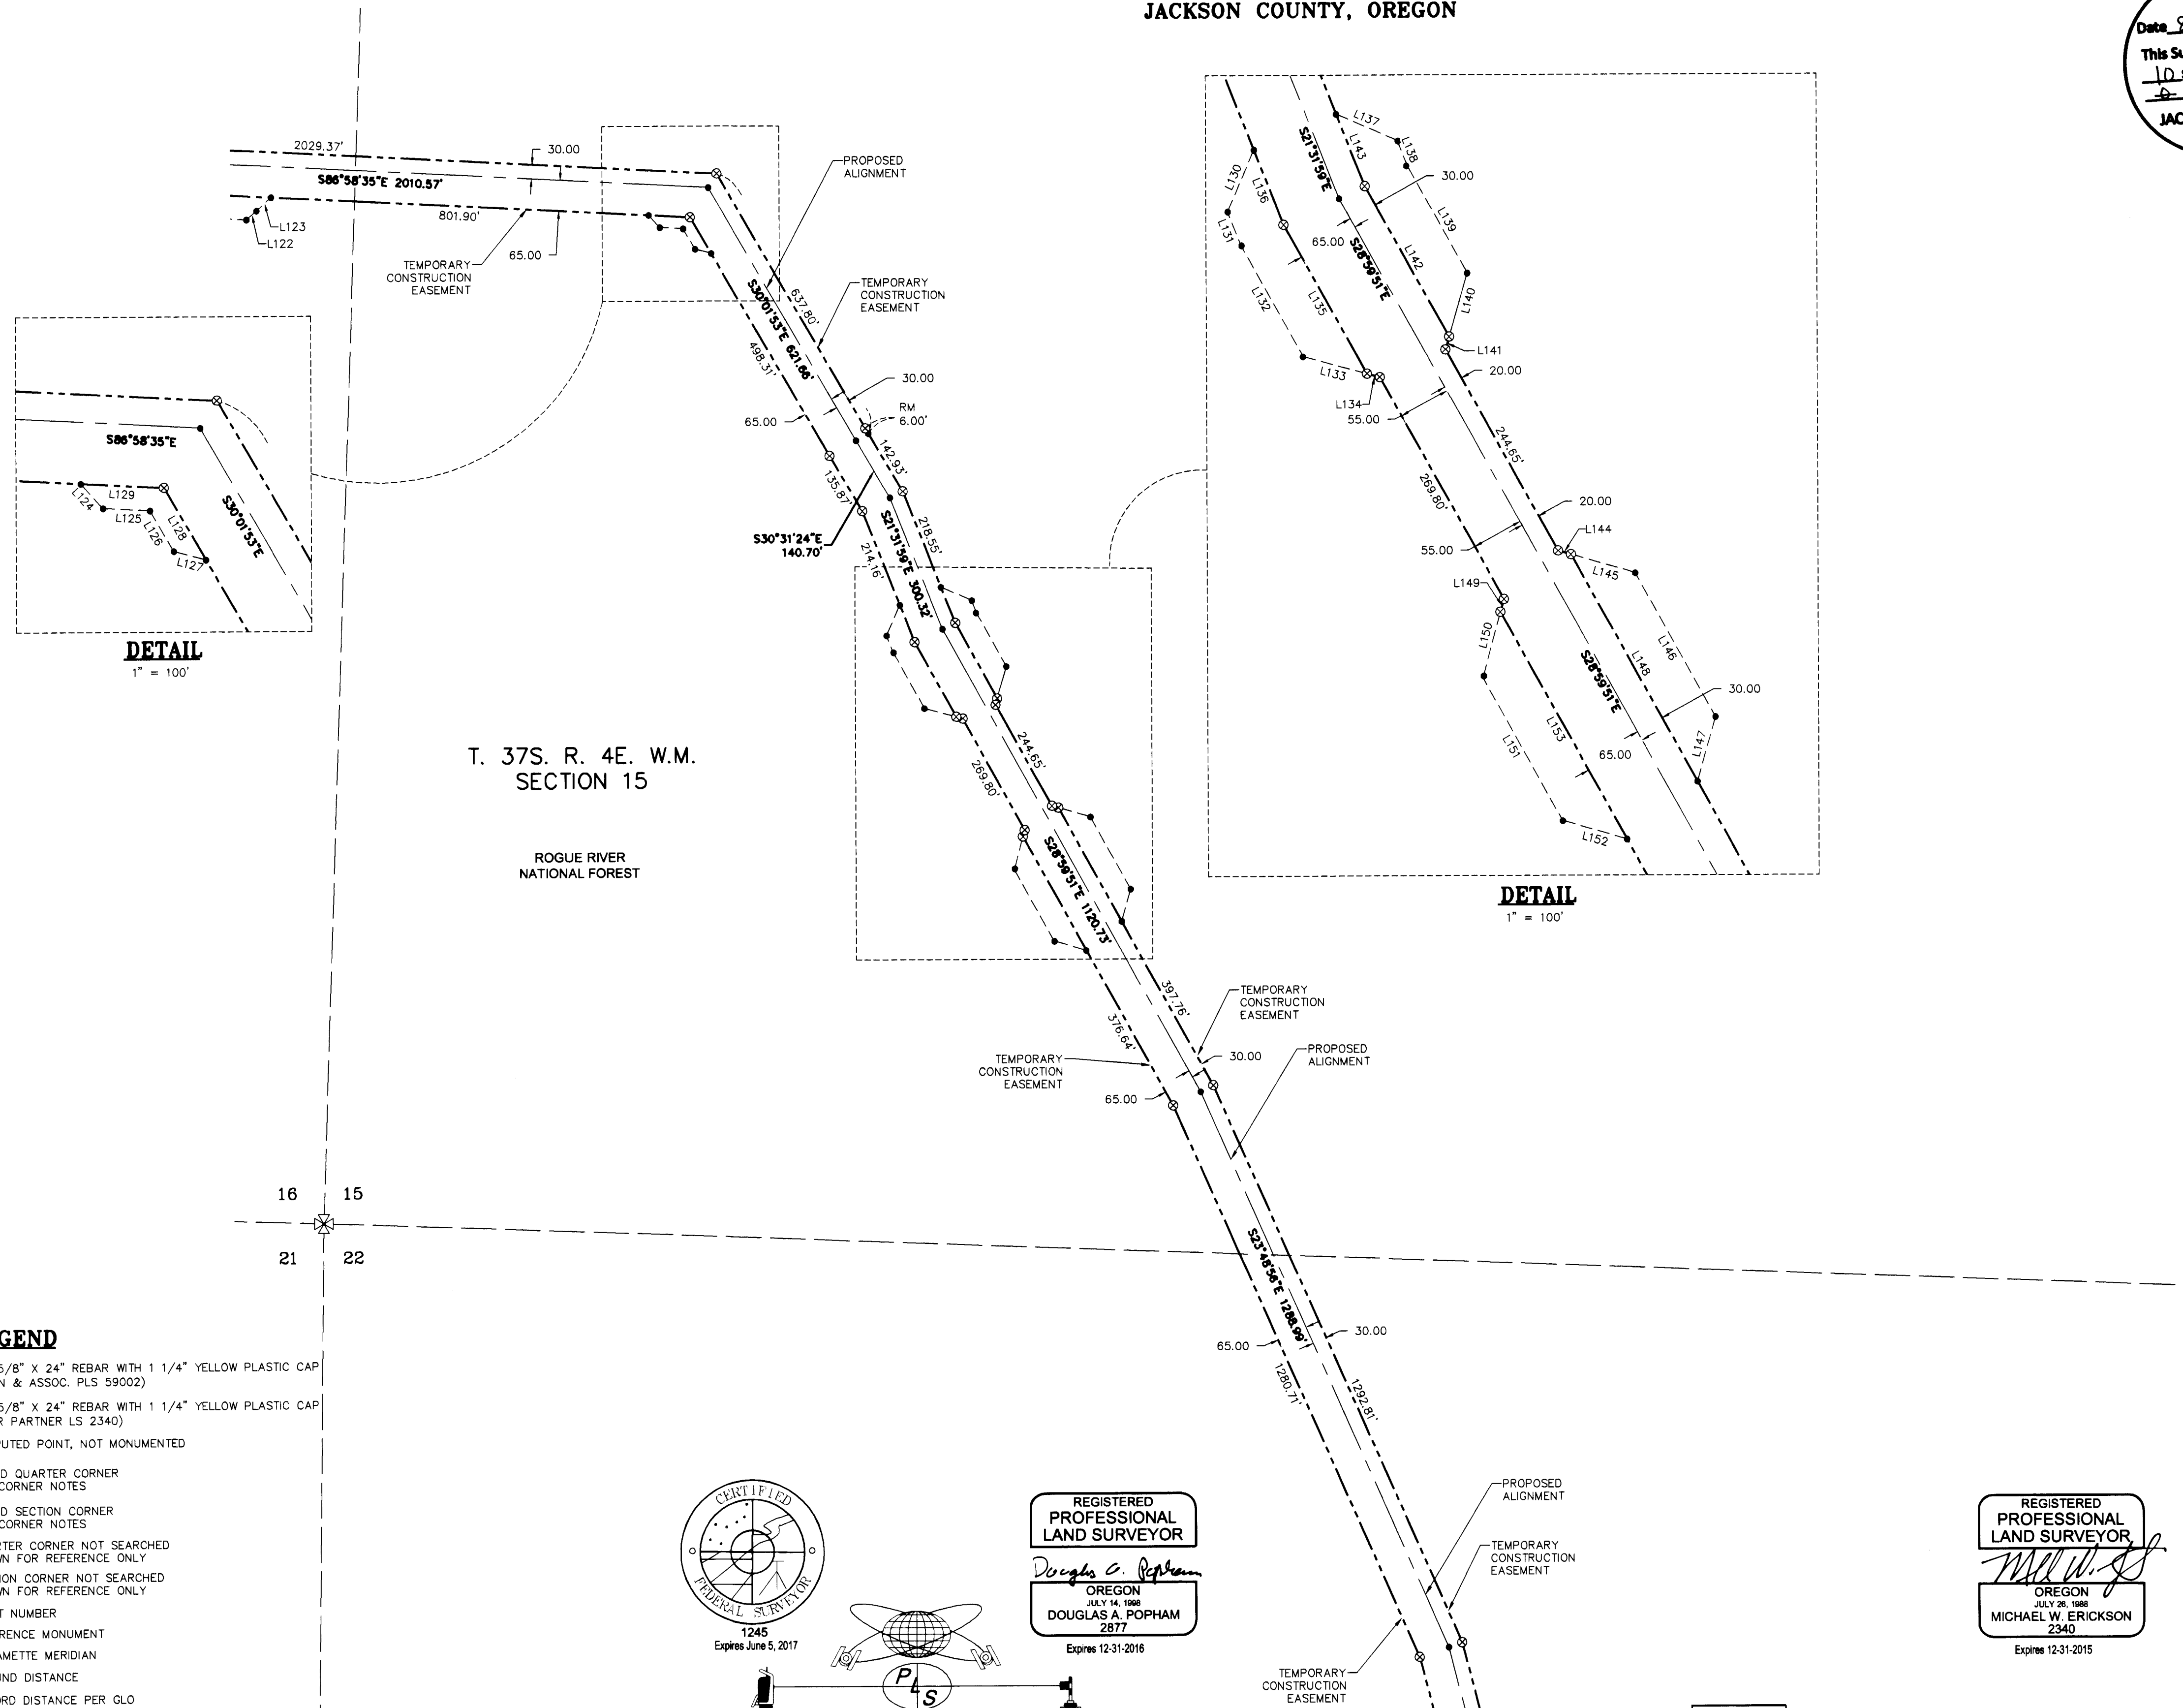 JACKSON COUNTY, OREGON
Date
This Su
JAC
2029.37'
30.00
S86°58'35"E 2010.57'
801.90'
L123
L122
65.00
TEMPORARY
CONSTRUCTION
EASEMENT
PROPOSED
ALIGNMENT
TEMPORARY
CONSTRUCTION
EASEMENT
637.80'
S30°01'53"E 621.66'
498.31'
30.00
RM
6.00'
65.00
142.93'
135.87'
S30°31'24"E
140.70'
218.55'
S21°31'59"E 300.32'
214.16'
S86°58'35"E
L129
L124
L125
L126
L128
L127
S30°01'53"E
DETAIL
1" = 100'
L137
L138
L143
S21°31'59"E
L130
L136
30.00
L131
L139
65.00
S28°59'51"E
L142
L132
L135
L140
L141
L133
L134
20.00
55.00
244.65'
269.80'
20.00
L144
55.00
L145
L149
L150
L146
L148
S28°59'51"E
30.00
L147
L151
L153
65.00
L152
DETAIL
1" = 100'
T. 37S. R. 4E. W.M.
SECTION 15
ROGUE RIVER
NATIONAL FOREST
244.65'
269.80'
S28°59'51"E 1120.73'
397.76'
376.64'
TEMPORARY
CONSTRUCTION
EASEMENT
30.00
PROPOSED
ALIGNMENT
TEMPORARY
CONSTRUCTION
EASEMENT
65.00
16 15
21 22
S23°48'56"E 1288.99'
30.00
65.00
1280.71'
1292.81'
PROPOSED
ALIGNMENT
TEMPORARY
CONSTRUCTION
EASEMENT
TEMPORARY
CONSTRUCTION
EASEMENT
GEND
5/8" X 24" REBAR WITH 1 1/4" YELLOW PLASTIC CAP
N & ASSOC. PLS 59002)
5/8" X 24" REBAR WITH 1 1/4" YELLOW PLASTIC CAP
R PARTNER LS 2340)
PUTED POINT, NOT MONUMENTED
D QUARTER CORNER
CORNER NOTES
D SECTION CORNER
CORNER NOTES
RTER CORNER NOT SEARCHED
WN FOR REFERENCE ONLY
ION CORNER NOT SEARCHED
WN FOR REFERENCE ONLY
T NUMBER
RENCE MONUMENT
AMETTE MERIDIAN
UND DISTANCE
ORD DISTANCE PER GLO
CERTIFIED
FEDERAL SURVEYOR
1245
Expires June 5, 2017
PLS
REGISTERED
PROFESSIONAL
LAND SURVEYOR
Douglas A. Popham
OREGON
JULY 14, 1998
DOUGLAS A. POPHAM
2877
Expires 12-31-2016
REGISTERED
PROFESSIONAL
LAND SURVEYOR
OREGON
JULY 26, 1988
MICHAEL W. ERICKSON
2340
Expires 12-31-2015